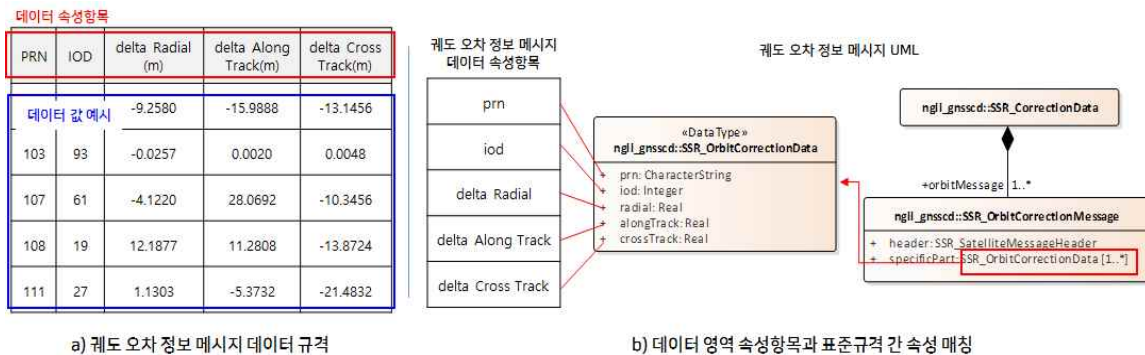 데이터 속성항목
PRN IOD delta Radial (m) delta Along Track(m) delta Cross Track(m)
데이터 값 예시 -9.2580 -15.9888 -13.1456
103 93 -0.0257 0.0020 0.0048
107 61 -4.1220 28.0692 -10.3456
108 19 12.1877 11.2808 -13.8724
111 27 1.1303 -5.3732 -21.4832
a) 궤도 오차 정보 메시지 데이터 규격
궤도 오차 정보 메시지
데이터 속성항목
prn
iod
delta Radial
delta Along Track
delta Cross Track
궤도 오차 정보 메시지 UML
«DataType»
ngii_gnsscd::SSR_OrbitCorrectionData
+ prn: CharacterString
+ iod: Integer
+ radial: Real
+ alongTrack: Real
+ crossTrack: Real
ngii_gnsscd::SSR_CorrectionData
+orbitMessage 1..*
ngii_gnsscd::SSR_OrbitCorrectionMessage
+ header: SSR_SatelliteMessageHeader
+ specificPart: SSR_OrbitCorrectionData [1..*]
b) 데이터 영역 속성항목과 표준규격 간 속성 매칭